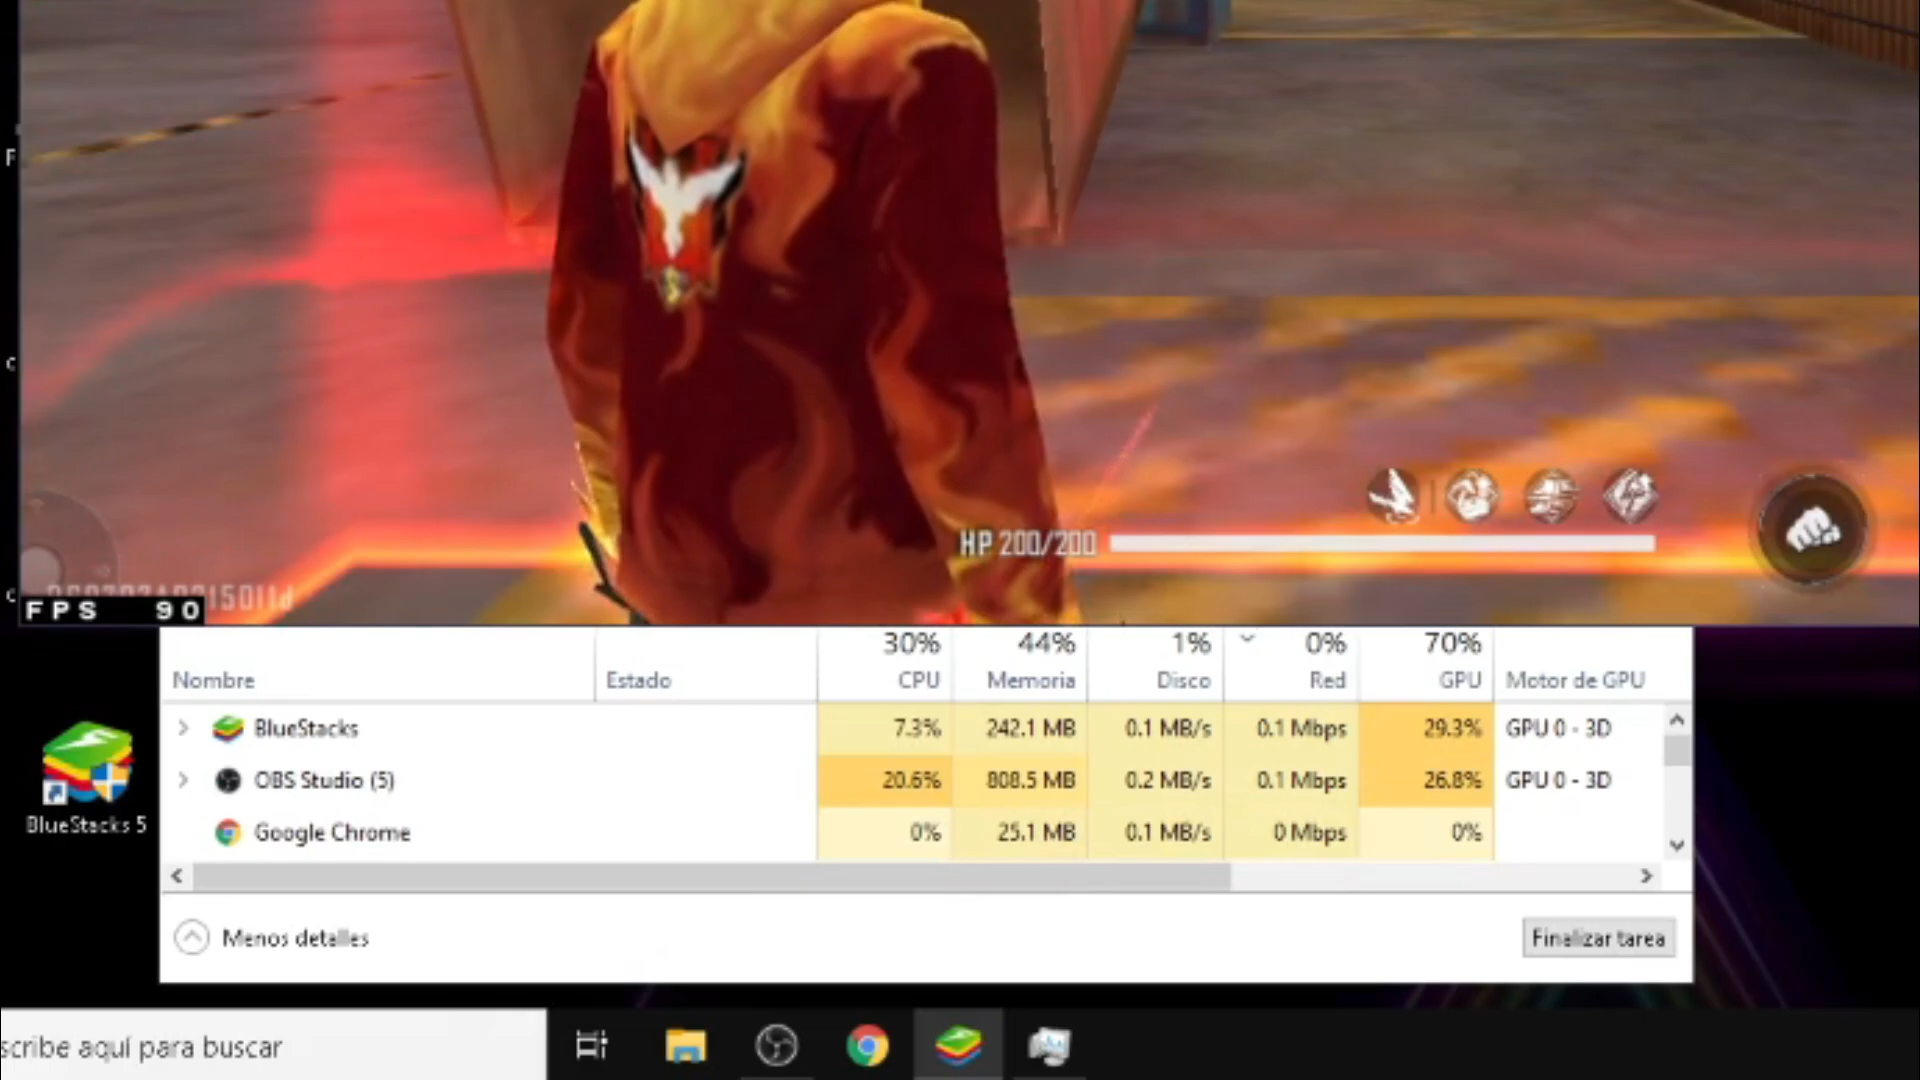 F
HP 200/200
FPS 90
30% 44% 1% 0% 70%
Nombre Estado CPU Memoria Disco Red GPU Motor de GPU
BlueStacks 7.3% 242.1 MB 0.1 MB/s 0.1 Mbps 29.3% GPU 0 - 3D
OBS Studio (5) 20.6% 808.5 MB 0.2 MB/s 0.1 Mbps 26.8% GPU 0 - 3D
Google Chrome 0% 25.1 MB 0.1 MB/s 0 Mbps 0%
BlueStacks 5
Menos detalles
Finalizar tarea
scribe aquí para buscar